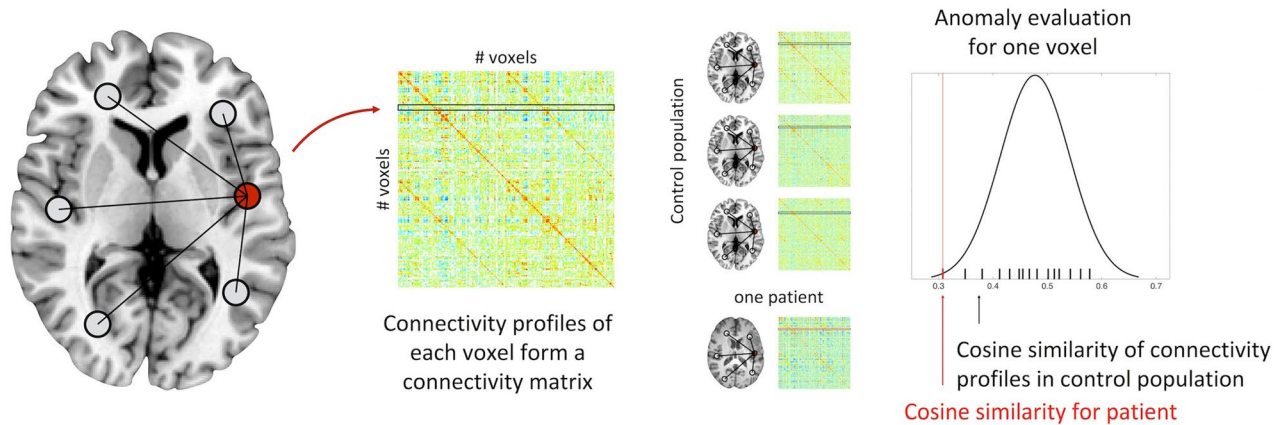 # voxels
# voxels
Connectivity profiles of
each voxel form a
connectivity matrix
Control population
one patient
Anomaly evaluation
for one voxel
0.3 0.4 0.5 0.6 0.7
Cosine similarity of connectivity
profiles in control population
Cosine similarity for patient